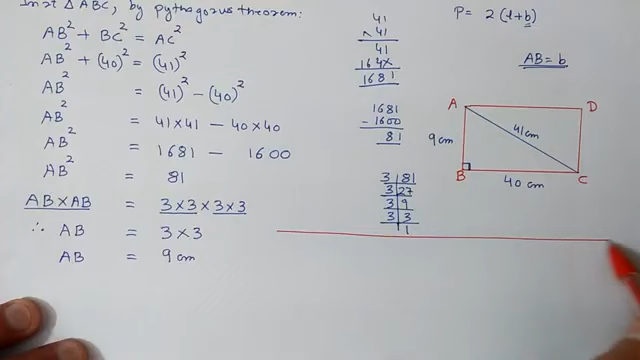 In rt △ABC, by pythagorus theorem:
AB² + BC² = AC²
AB² + (40)² = (41)²
AB² = (41)² − (40)²
AB² = 41×41 − 40×40
AB² = 1681 − 1600
AB² = 81
AB×AB = 3×3×3×3
∴ AB = 3×3
AB = 9 cm
41
× 41
41
164×
1681
1681
− 1600
81
3 | 81
3 | 27
3 | 9
3 | 3
| 1
P = 2 (l+b)
AB = b
A D
41 cm
9 cm
B C
40 cm